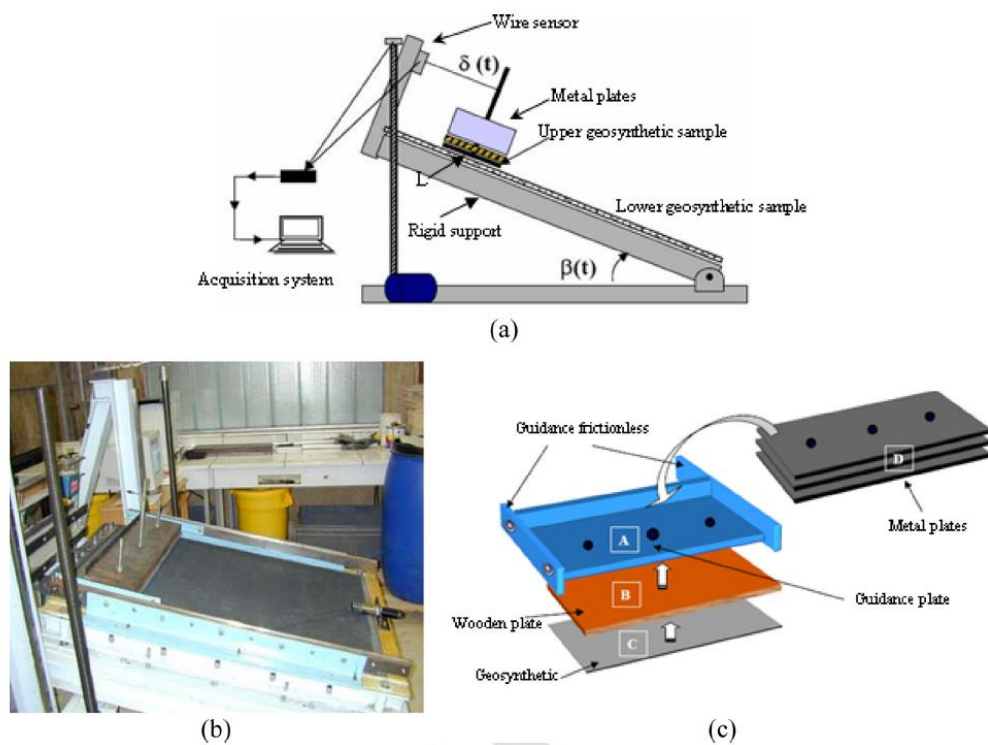 Wire sensor
δ (t)
Metal plates
Upper geosynthetic sample
L
Lower geosynthetic sample
Rigid support
β(t)
Acquisition system
(a)
Guidance frictionless
D
Metal plates
A
B
Guidance plate
Wooden plate
C
Geosynthetic
(b)
(c)